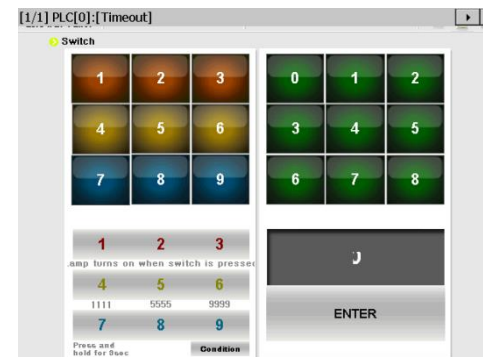 [1/1] PLC[0]:[Timeout]
Switch
1 2 3
4 5 6
7 8 9
0 1 2
3 4 5
6 7 8
1 2 3
amp turns on when switch is pressed
4 5 6
1111 5555 9999
7 8 9
Press and
hold for 0sec
Condition
ENTER